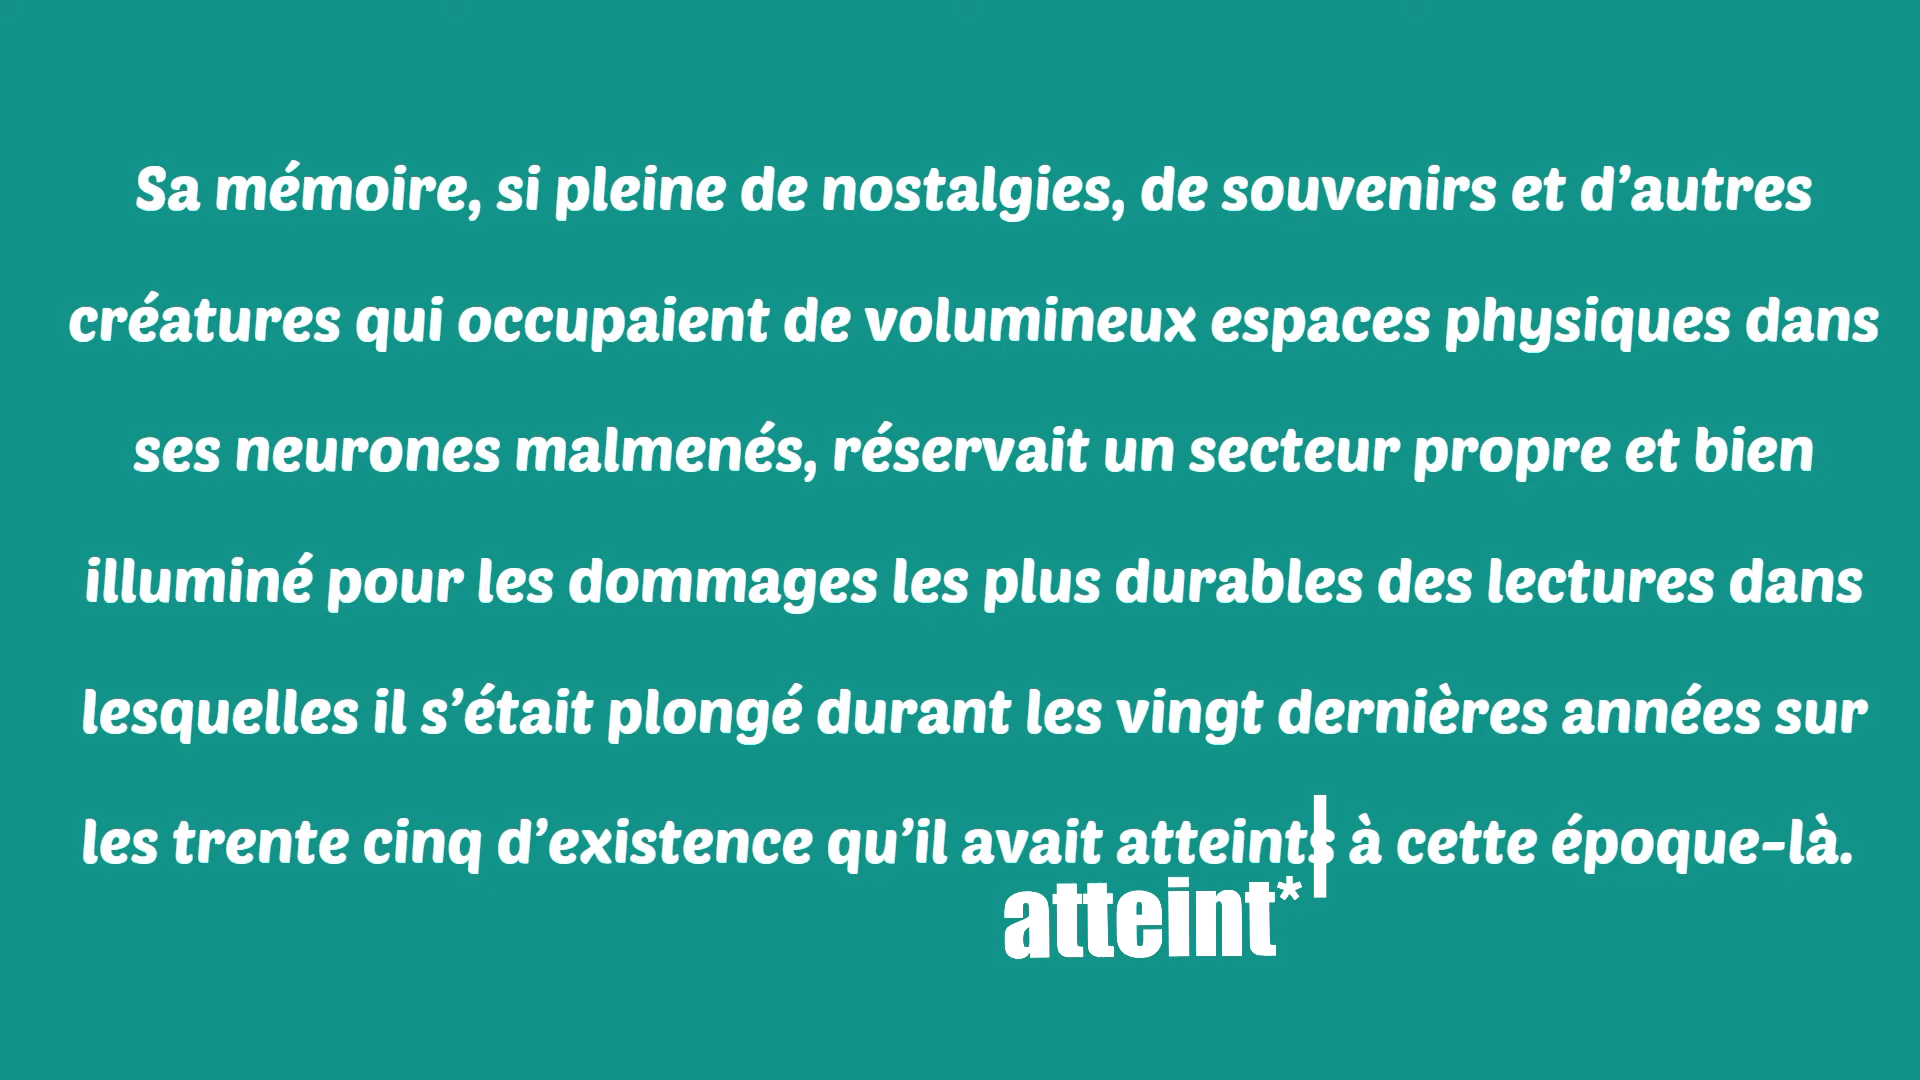 Sa mémoire, si pleine de nostalgies, de souvenirs et d’autres
créatures qui occupaient de volumineux espaces physiques dans
ses neurones malmenés, réservait un secteur propre et bien
illuminé pour les dommages les plus durables des lectures dans
lesquelles il s’était plongé durant les vingt dernières années sur
les trente cinq d’existence qu’il avait atteints à cette époque-là.
atteint*